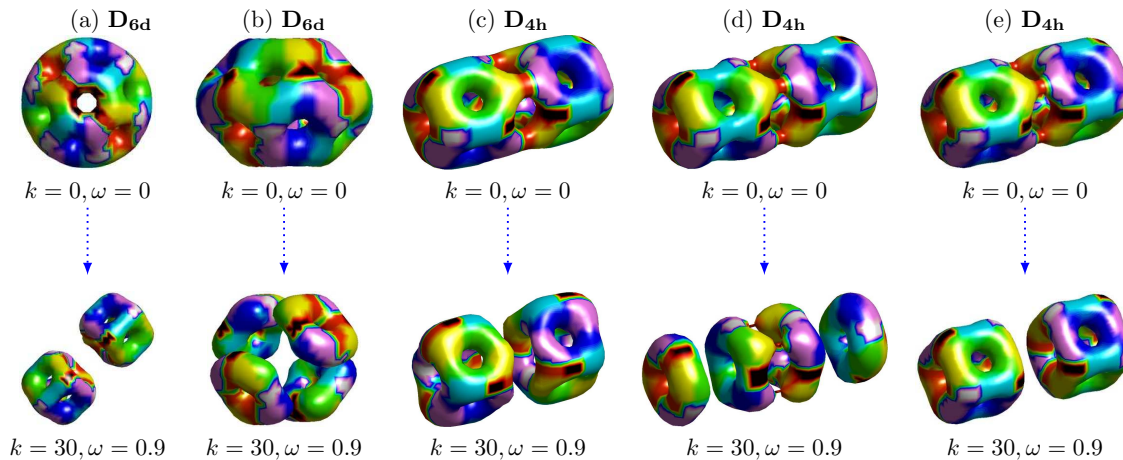 (a) D6d (b) D6d (c) D4h (d) D4h (e) D4h
k = 0, ω = 0 k = 0, ω = 0 k = 0, ω = 0 k = 0, ω = 0 k = 0, ω = 0
k = 30, ω = 0.9 k = 30, ω = 0.9 k = 30, ω = 0.9 k = 30, ω = 0.9 k = 30, ω = 0.9